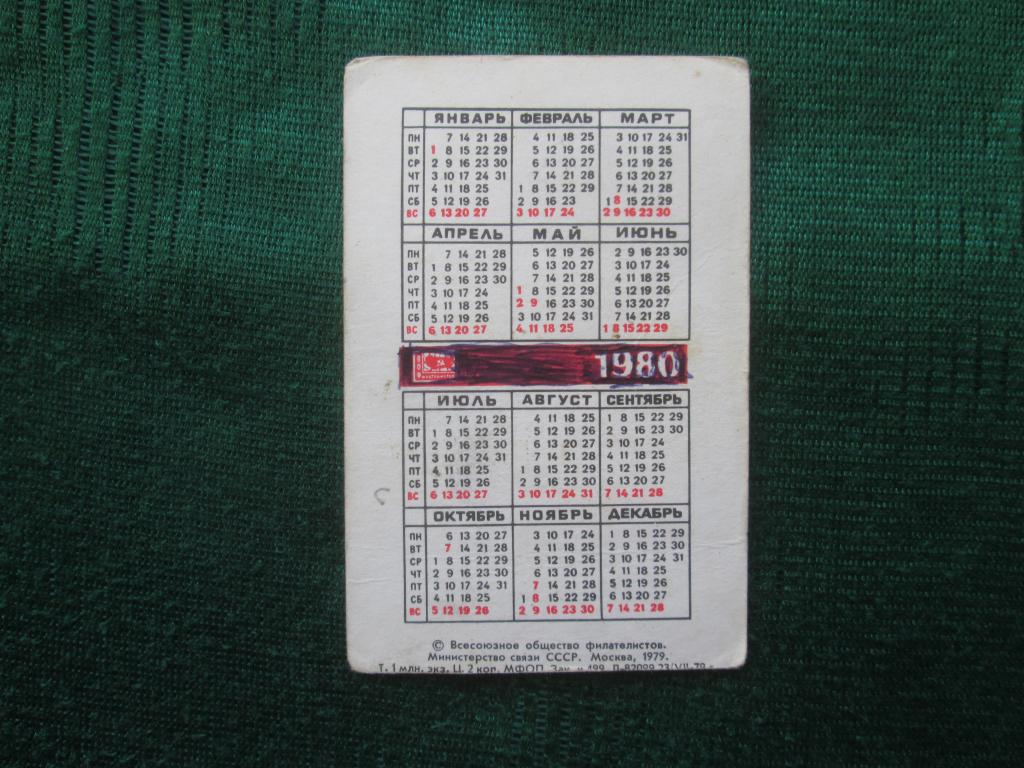 ЯНВАРЬ ФЕВРАЛЬ МАРТ
ПН 7 14 21 28 4 11 18 25 3 10 17 24 31
ВТ 1 8 15 22 29 5 12 19 26 4 11 18 25
СР 2 9 16 23 30 6 13 20 27 5 12 19 26
ЧТ 3 10 17 24 31 7 14 21 28 6 13 20 27
ПТ 4 11 18 25 1 8 15 22 29 7 14 21 28
СБ 5 12 19 26 2 9 16 23 1 8 15 22 29
ВС 6 13 20 27 3 10 17 24 2 9 16 23 30
АПРЕЛЬ МАЙ ИЮНЬ
ПН 7 14 21 28 5 12 19 26 2 9 16 23 30
ВТ 1 8 15 22 29 6 13 20 27 3 10 17 24
СР 2 9 16 23 30 7 14 21 28 4 11 18 25
ЧТ 3 10 17 24 1 8 15 22 29 5 12 19 26
ПТ 4 11 18 25 2 9 16 23 30 6 13 20 27
СБ 5 12 19 26 3 10 17 24 31 7 14 21 28
ВС 6 13 20 27 4 11 18 25 1 8 15 22 29
1980
ИЮЛЬ АВГУСТ СЕНТЯБРЬ
ПН 7 14 21 28 4 11 18 25 1 8 15 22 29
ВТ 1 8 15 22 29 5 12 19 26 2 9 16 23 30
СР 2 9 16 23 30 6 13 20 27 3 10 17 24
ЧТ 3 10 17 24 31 7 14 21 28 4 11 18 25
ПТ 4 11 18 25 1 8 15 22 29 5 12 19 26
СБ 5 12 19 26 2 9 16 23 30 6 13 20 27
ВС 6 13 20 27 3 10 17 24 31 7 14 21 28
ОКТЯБРЬ НОЯБРЬ ДЕКАБРЬ
ПН 6 13 20 27 3 10 17 24 1 8 15 22 29
ВТ 7 14 21 28 4 11 18 25 2 9 16 23 30
СР 1 8 15 22 29 5 12 19 26 3 10 17 24 31
ЧТ 2 9 16 23 30 6 13 20 27 4 11 18 25
ПТ 3 10 17 24 31 7 14 21 28 5 12 19 26
СБ 4 11 18 25 1 8 15 22 29 6 13 20 27
ВС 5 12 19 26 2 9 16 23 30 7 14 21 28
© Всесоюзное общество филателистов.
Министерство связи СССР. Москва, 1979.
Т. 1 млн. экз. Ц. 2 коп. МФОП. Зак. 499.